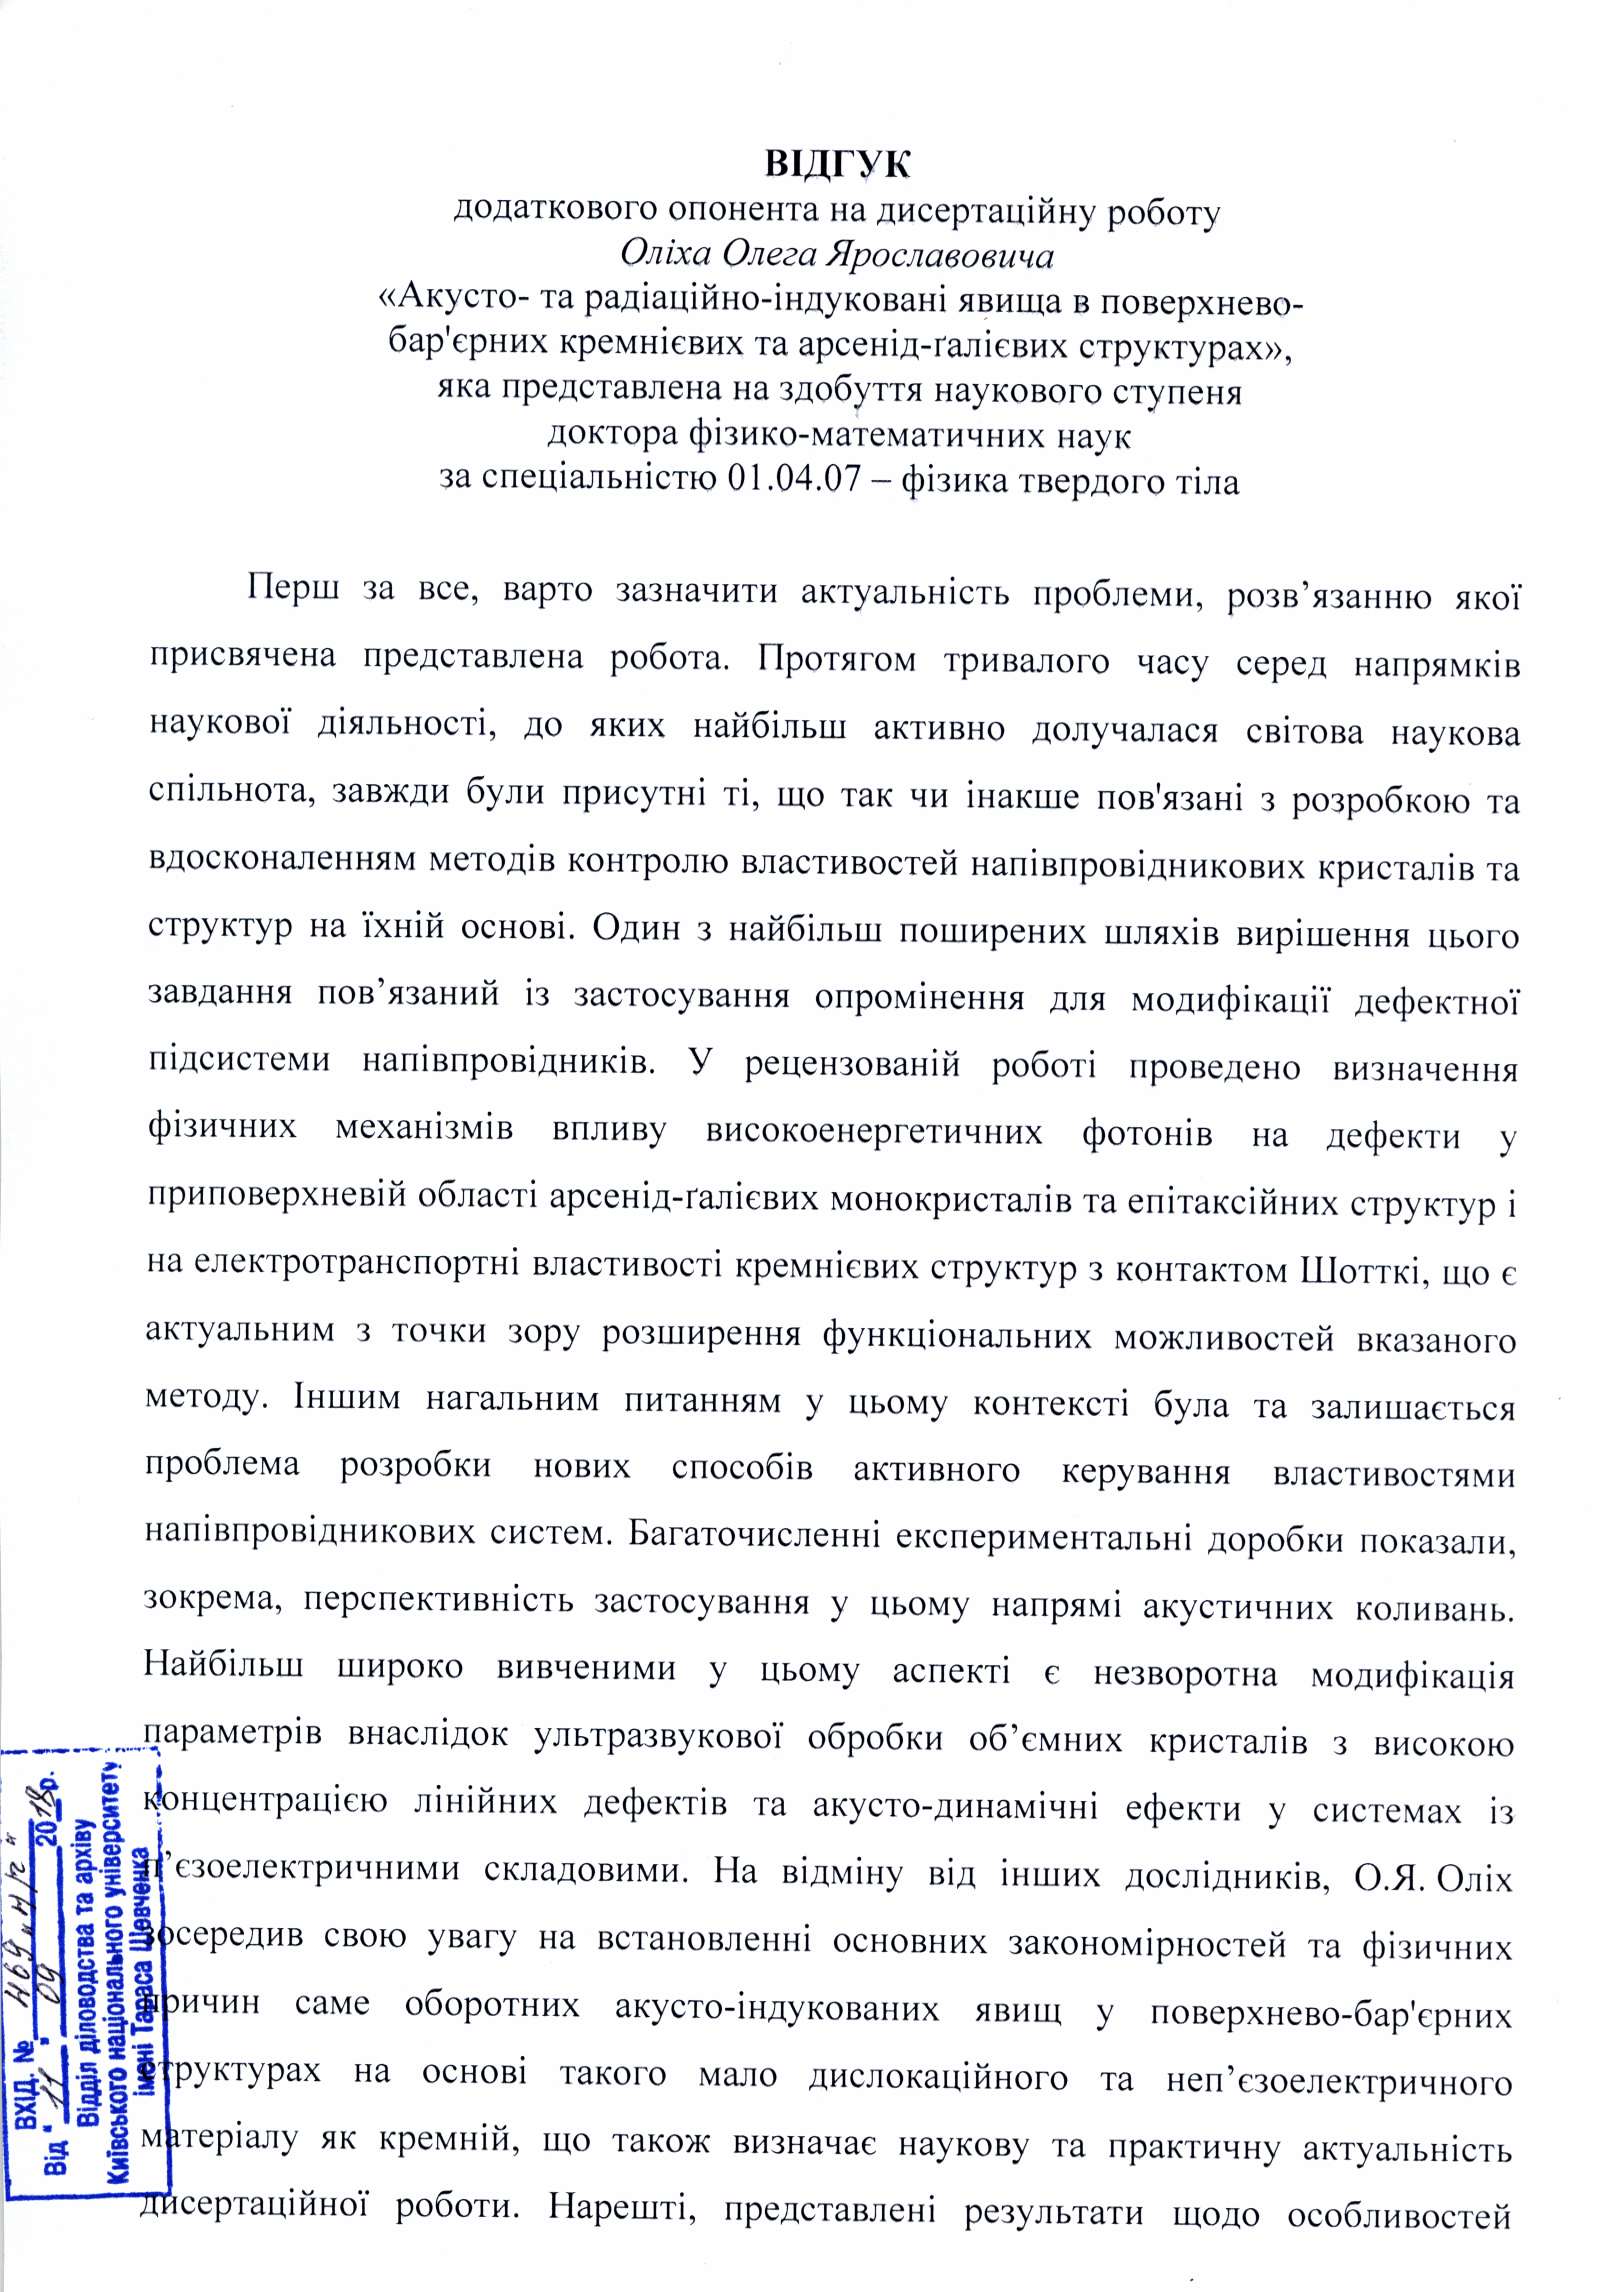 ВІДГУК
додаткового опонента на дисертаційну роботу
Оліха Олега Ярославовича
«Акусто- та радіаційно-індуковані явища в поверхнево-
бар'єрних кремнієвих та арсенід-ґалієвих структурах»,
яка представлена на здобуття наукового ступеня
доктора фізико-математичних наук
за спеціальністю 01.04.07 – фізика твердого тіла
Перш за все, варто зазначити актуальність проблеми, розв’язанню якої
присвячена представлена робота. Протягом тривалого часу серед напрямків
наукової діяльності, до яких найбільш активно долучалася світова наукова
спільнота, завжди були присутні ті, що так чи інакше пов'язані з розробкою та
вдосконаленням методів контролю властивостей напівпровідникових кристалів та
структур на їхній основі. Один з найбільш поширених шляхів вирішення цього
завдання пов’язаний із застосування опромінення для модифікації дефектної
підсистеми напівпровідників. У рецензованій роботі проведено визначення
фізичних механізмів впливу високоенергетичних фотонів на дефекти у
приповерхневій області арсенід-ґалієвих монокристалів та епітаксійних структур і
на електротранспортні властивості кремнієвих структур з контактом Шотткі, що є
актуальним з точки зору розширення функціональних можливостей вказаного
методу. Іншим нагальним питанням у цьому контексті була та залишається
проблема розробки нових способів активного керування властивостями
напівпровідникових систем. Багаточисленні експериментальні доробки показали,
зокрема, перспективність застосування у цьому напрямі акустичних коливань.
Найбільш широко вивченими у цьому аспекті є незворотна модифікація
параметрів внаслідок ультразвукової обробки об’ємних кристалів з високою
концентрацією лінійних дефектів та акусто-динамічні ефекти у системах із
п’єзоелектричними складовими. На відміну від інших дослідників, О.Я. Оліх
зосередив свою увагу на встановленні основних закономірностей та фізичних
причин саме оборотних акусто-індукованих явищ у поверхнево-бар'єрних
структурах на основі такого мало дислокаційного та неп’єзоелектричного
матеріалу як кремній, що також визначає наукову та практичну актуальність
дисертаційної роботи. Нарешті, представлені результати щодо особливостей
ВХІД. №
Від “ 11 ” 09 2018р.
Відділ діловодства та архіву
Київського національного університету
імені Тараса Шевченка